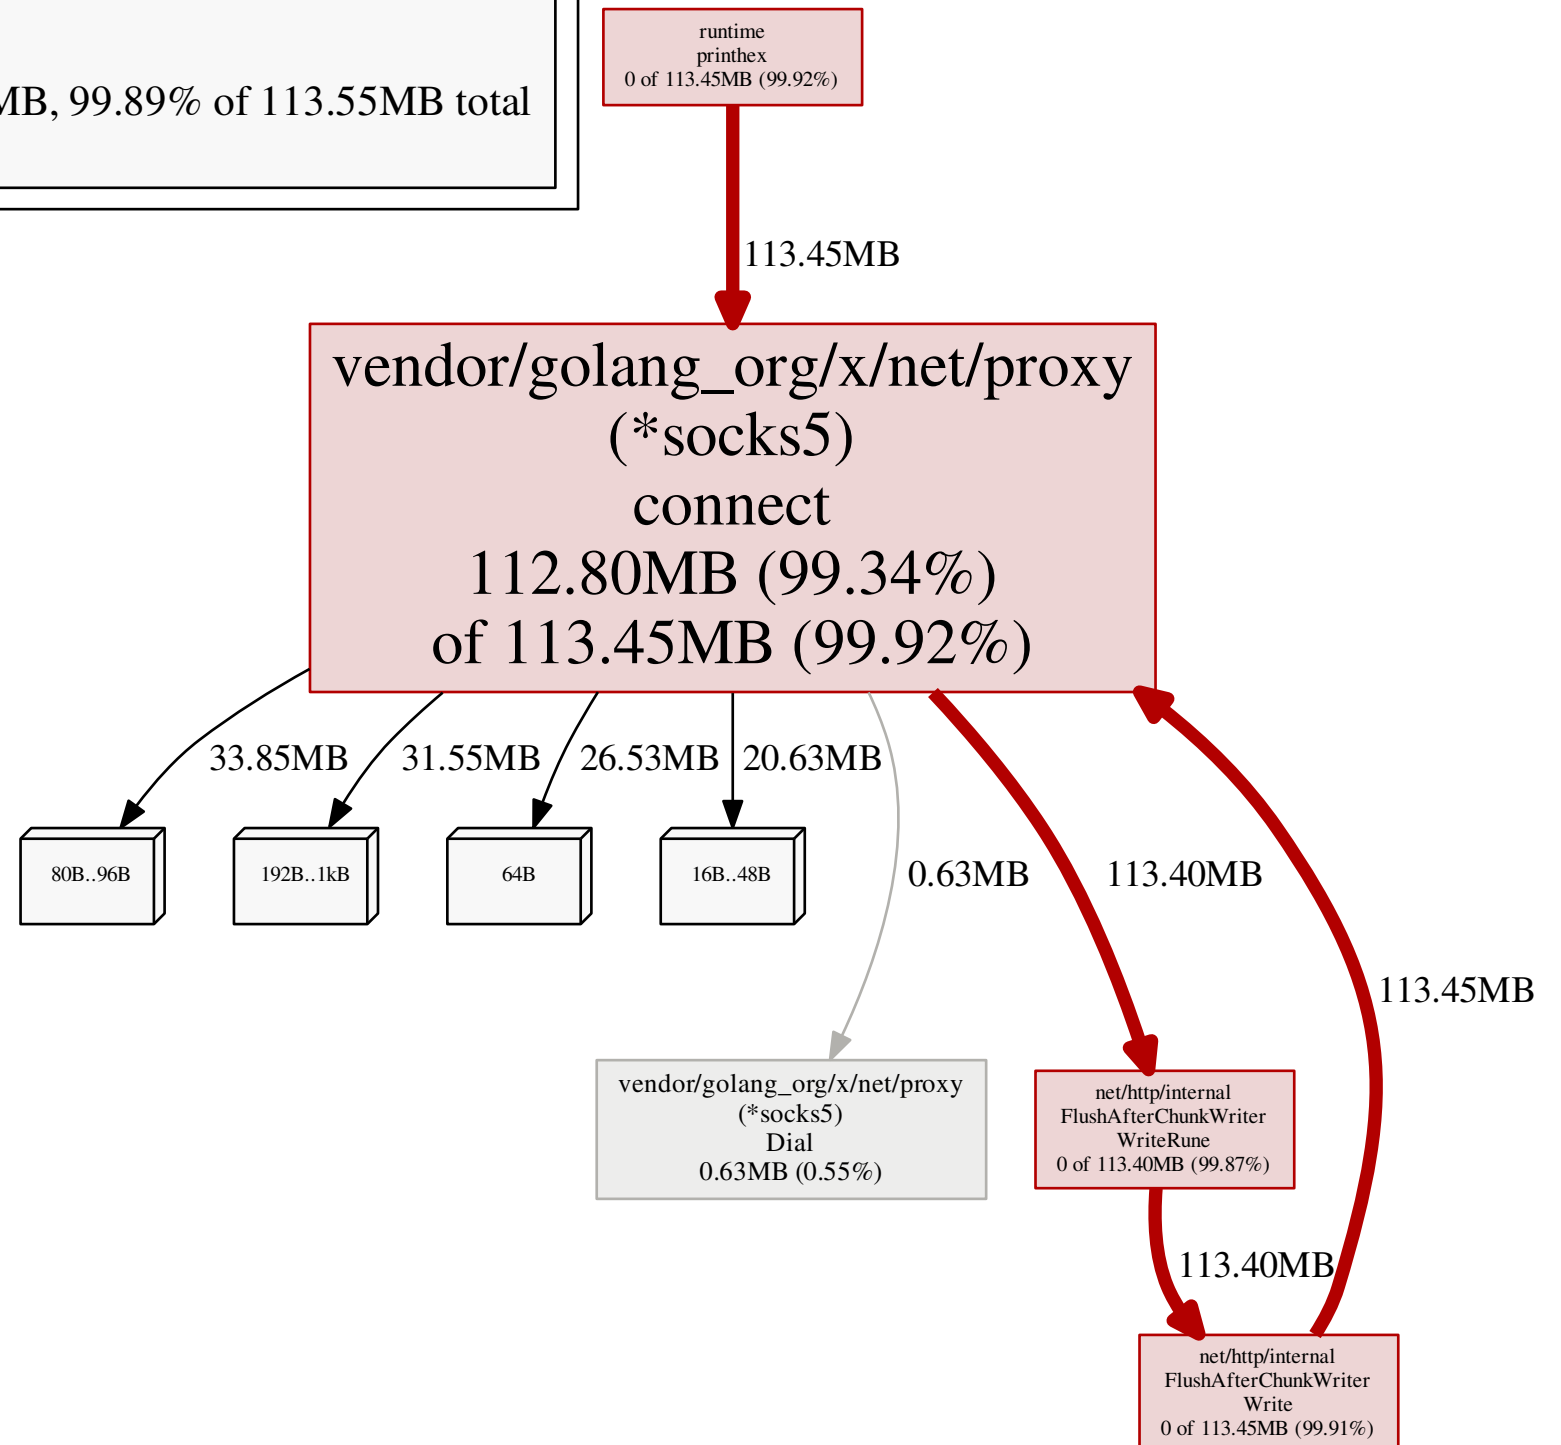 MB, 99.89% of 113.55MB total
runtime
printhex
0 of 113.45MB (99.92%)
113.45MB
vendor/golang_org/x/net/proxy
(*socks5)
connect
112.80MB (99.34%)
of 113.45MB (99.92%)
33.85MB
31.55MB
26.53MB
20.63MB
80B..96B
192B..1kB
64B
16B..48B
0.63MB
113.40MB
113.45MB
vendor/golang_org/x/net/proxy
(*socks5)
Dial
0.63MB (0.55%)
net/http/internal
FlushAfterChunkWriter
WriteRune
0 of 113.40MB (99.87%)
113.40MB
net/http/internal
FlushAfterChunkWriter
Write
0 of 113.45MB (99.91%)